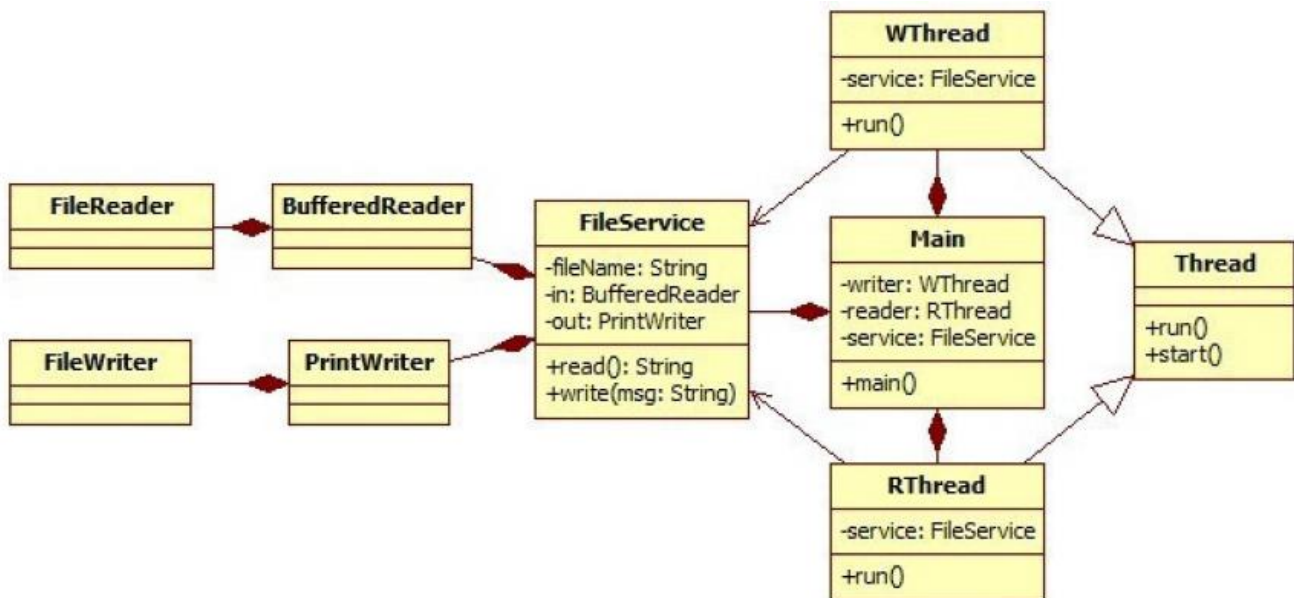 WThread
-service: FileService
+run()
FileReader
BufferedReader
FileService
-fileName: String
-in: BufferedReader
-out: PrintWriter
+read(): String
+write(msg: String)
Main
-writer: WThread
-reader: RThread
-service: FileService
+main()
Thread
+run()
+start()
FileWriter
PrintWriter
RThread
-service: FileService
+run()